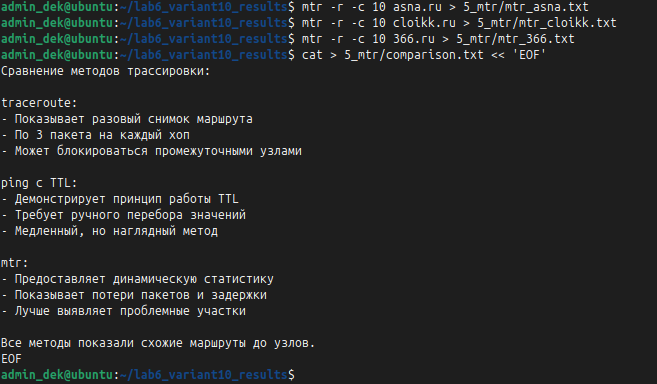 admin_dek@ubuntu:~/lab6_variant10_results$ mtr -r -c 10 asna.ru > 5_mtr/mtr_asna.txt
admin_dek@ubuntu:~/lab6_variant10_results$ mtr -r -c 10 cloikk.ru > 5_mtr/mtr_cloikk.txt
admin_dek@ubuntu:~/lab6_variant10_results$ mtr -r -c 10 366.ru > 5_mtr/mtr_366.txt
admin_dek@ubuntu:~/lab6_variant10_results$ cat > 5_mtr/comparison.txt << 'EOF'
Сравнение методов трассировки:
traceroute:
- Показывает разовый снимок маршрута
- По 3 пакета на каждый хоп
- Может блокироваться промежуточными узлами
ping с TTL:
- Демонстрирует принцип работы TTL
- Требует ручного перебора значений
- Медленный, но наглядный метод
mtr:
- Предоставляет динамическую статистику
- Показывает потери пакетов и задержки
- Лучше выявляет проблемные участки
Все методы показали схожие маршруты до узлов.
EOF
admin_dek@ubuntu:~/lab6_variant10_results$